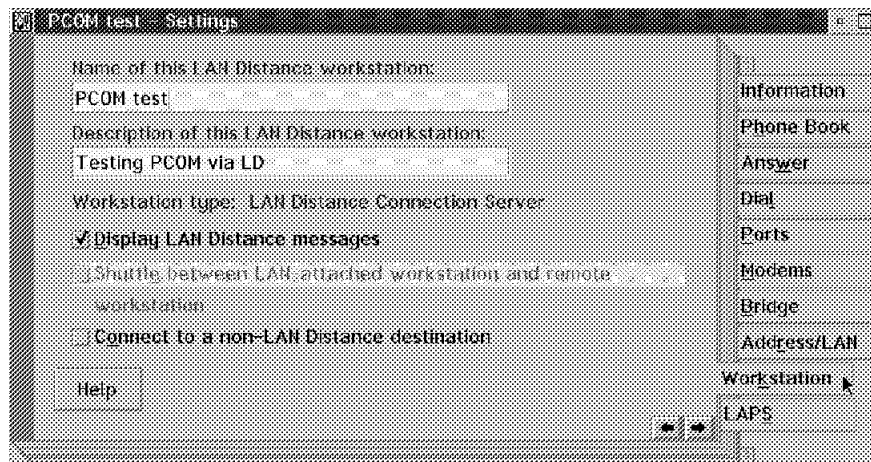 PCOM test - Settings
Name of this LAN Distance workstation:
PCOM test
Description of this LAN Distance workstation:
Testing PCOM via LD
Workstation type: LAN Distance Connection Server
Display LAN Distance messages
Shuttle between LAN-attached workstation and remote
workstation
Connect to a non-LAN Distance destination
Help
Information
Phone Book
Answer
Dial
Ports
Modems
Bridge
Address/LAN
Workstation
LAPS